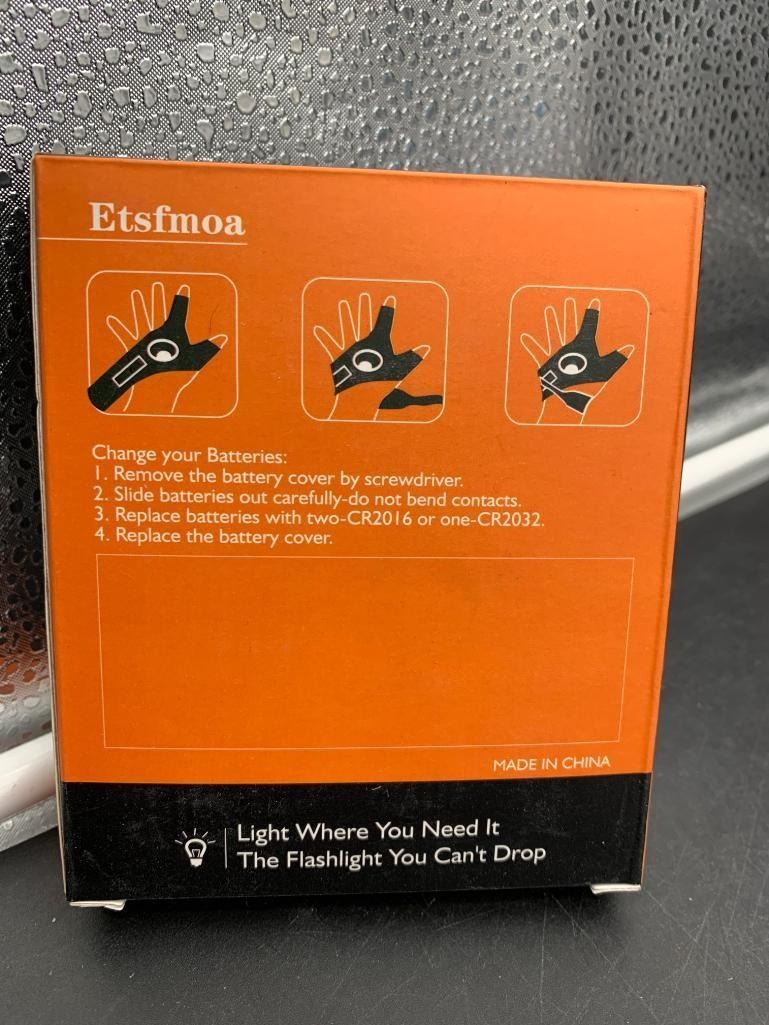 Etsfmoa
Change your Batteries:
1. Remove the battery cover by screwdriver.
2. Slide batteries out carefully-do not bend contacts.
3. Replace batteries with two-CR2016 or one-CR2032.
4. Replace the battery cover.
MADE IN CHINA
Light Where You Need It
The Flashlight You Can't Drop